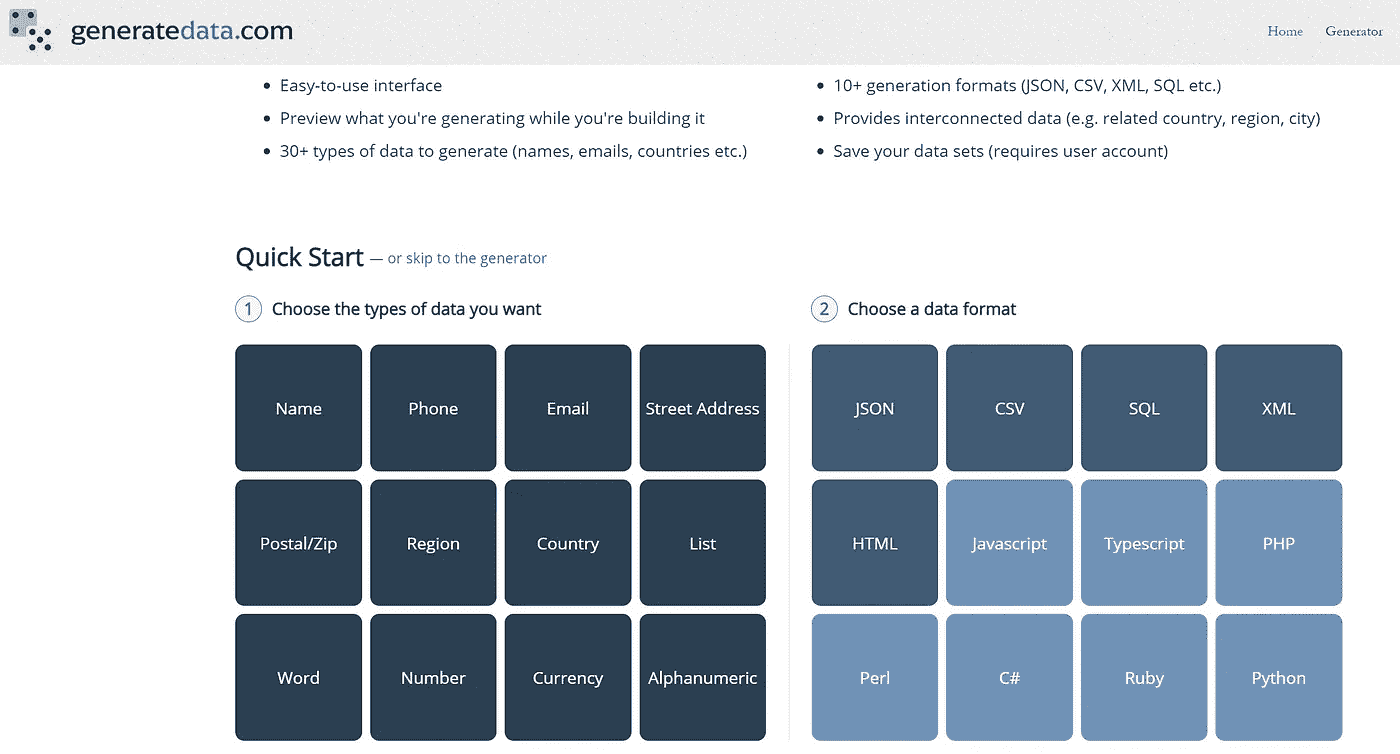 generatedata.com
Home
Generator
Easy-to-use interface
Preview what you're generating while you're building it
30+ types of data to generate (names, emails, countries etc.)
10+ generation formats (JSON, CSV, XML, SQL etc.)
Provides interconnected data (e.g. related country, region, city)
Save your data sets (requires user account)
Quick Start — or skip to the generator
1 Choose the types of data you want
Name Phone Email Street Address
Postal/Zip Region Country List
Word Number Currency Alphanumeric
2 Choose a data format
JSON CSV SQL XML
HTML Javascript Typescript PHP
Perl C# Ruby Python